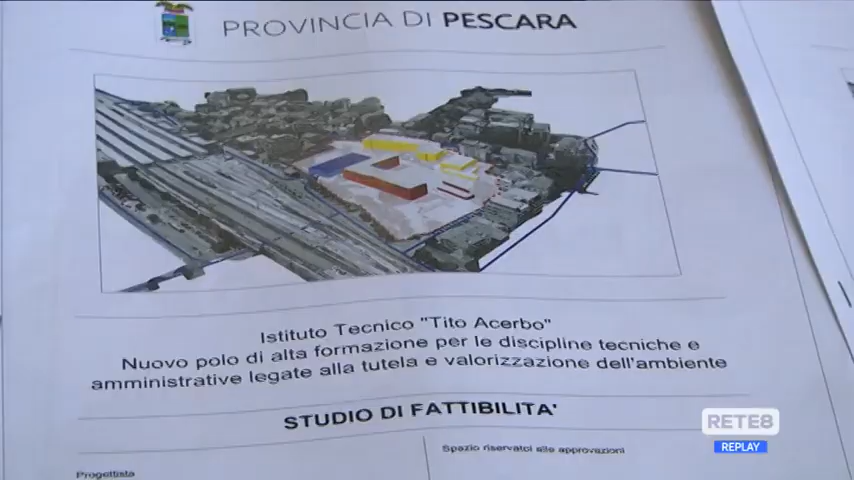 PROVINCIA DI PESCARA
Istituto Tecnico "Tito Acerbo"
Nuovo polo di alta formazione per le discipline tecniche e
amministrative legate alla tutela e valorizzazione dell'ambiente
STUDIO DI FATTIBILITA'
Progettista
Spazio riservatci alle approvazioni
RETE8
REPLAY